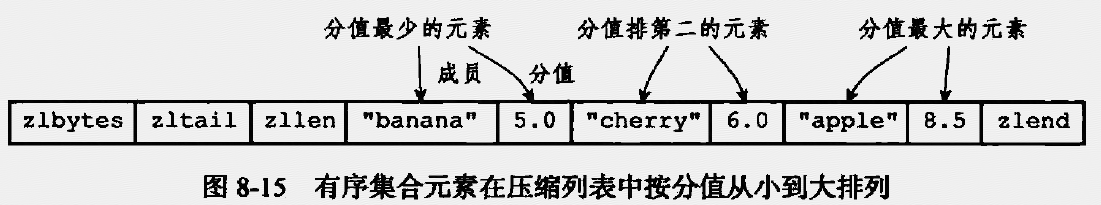 分值最少的元素 分值排第二的元素 分值最大的元素
成员 分值
zlbytes zltail zllen "banana" 5.0 "cherry" 6.0 "apple" 8.5 zlend
图 8-15 有序集合元素在压缩列表中按分值从小到大排列